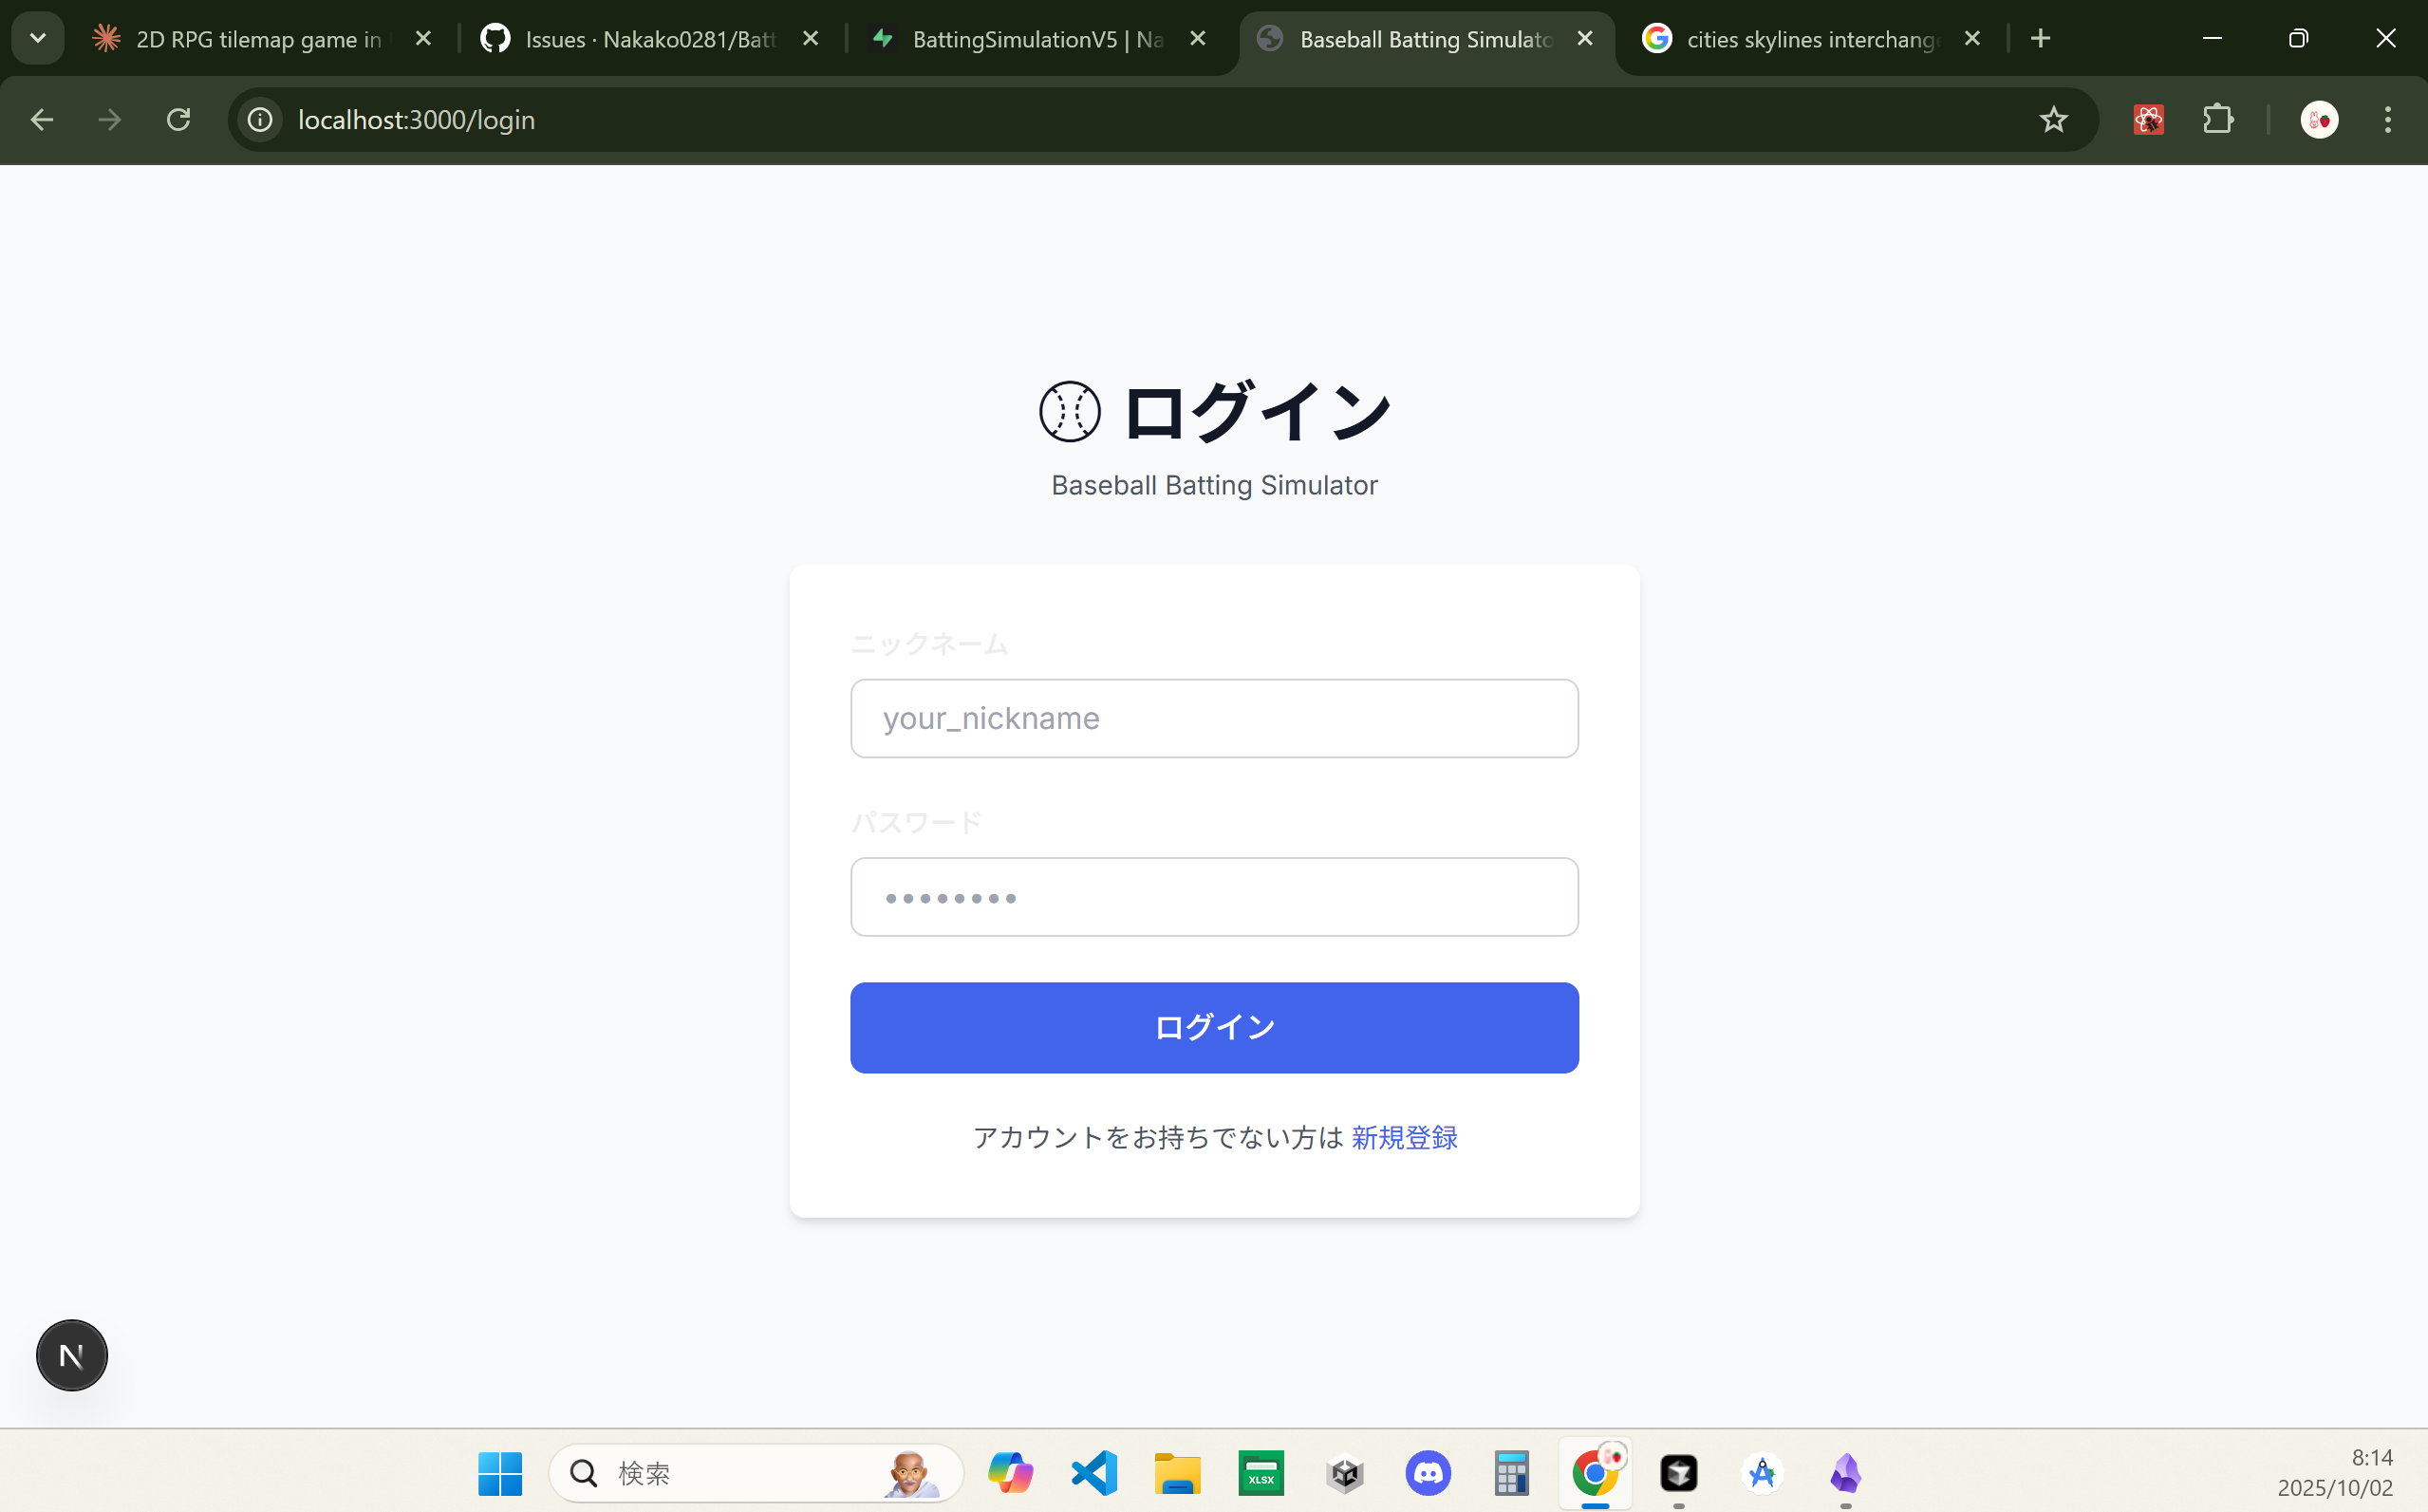 2D RPG tilemap game in
Issues · Nakako0281/Batt
BattingSimulationV5 | Na
Baseball Batting Simulato
cities skylines interchang
localhost:3000/login
ログイン
Baseball Batting Simulator
ニックネーム
your_nickname
パスワード
••••••••
ログイン
アカウントをお持ちでない方は 新規登録
N
検索
XLSX
8:14
2025/10/02